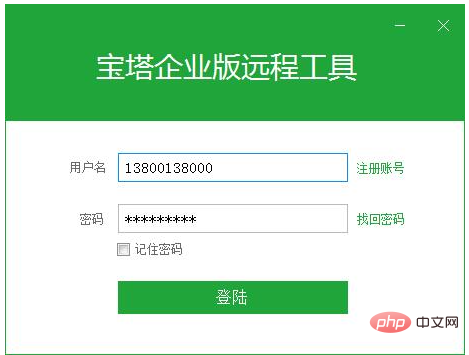 宝塔企业版远程工具
用户名 13800138000 注册账号
密码 ********* 找回密码
记住密码
登陆
php 中文网